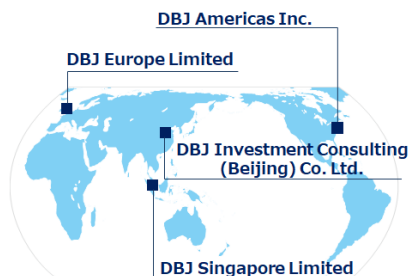 DBJ Americas Inc.
DBJ Europe Limited
DBJ Investment Consulting
(Beijing) Co. Ltd.
DBJ Singapore Limited